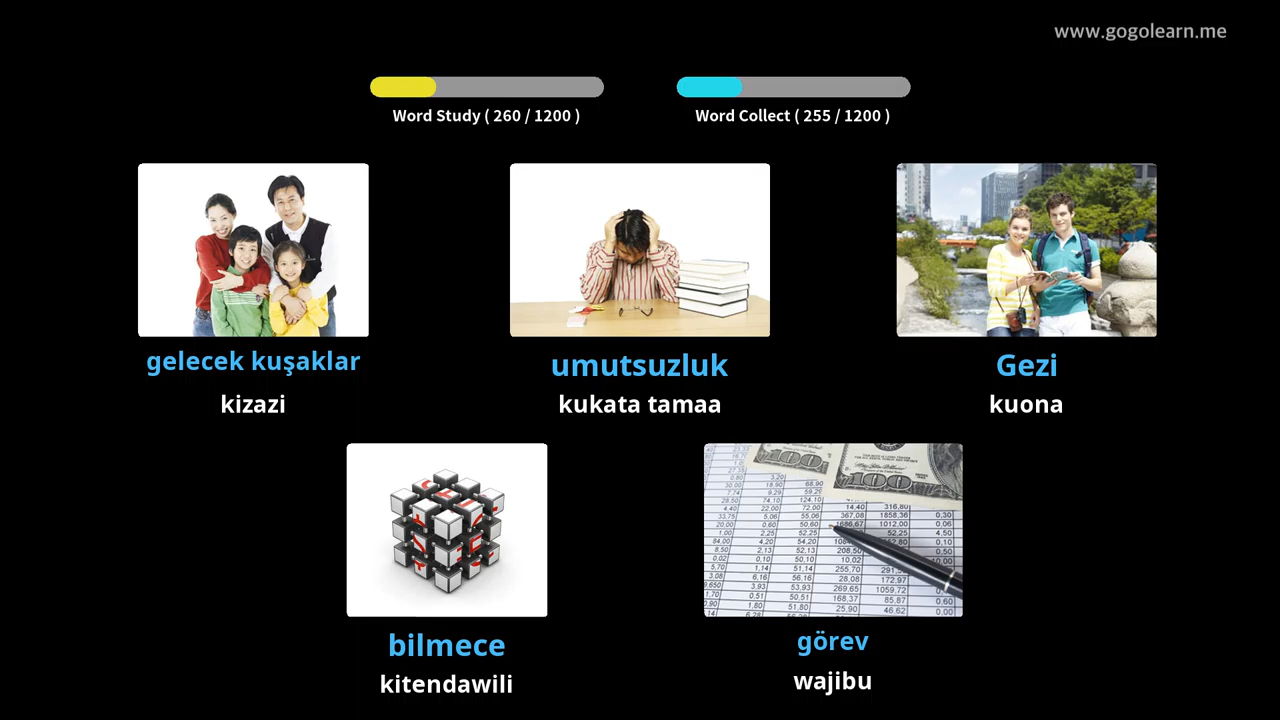 www.gogolearn.me
Word Study ( 260 / 1200 )
Word Collect ( 255 / 1200 )
gelecek kuşaklar
kizazi
umutsuzluk
kukata tamaa
Gezi
kuona
bilmece
kitendawili
görev
wajibu